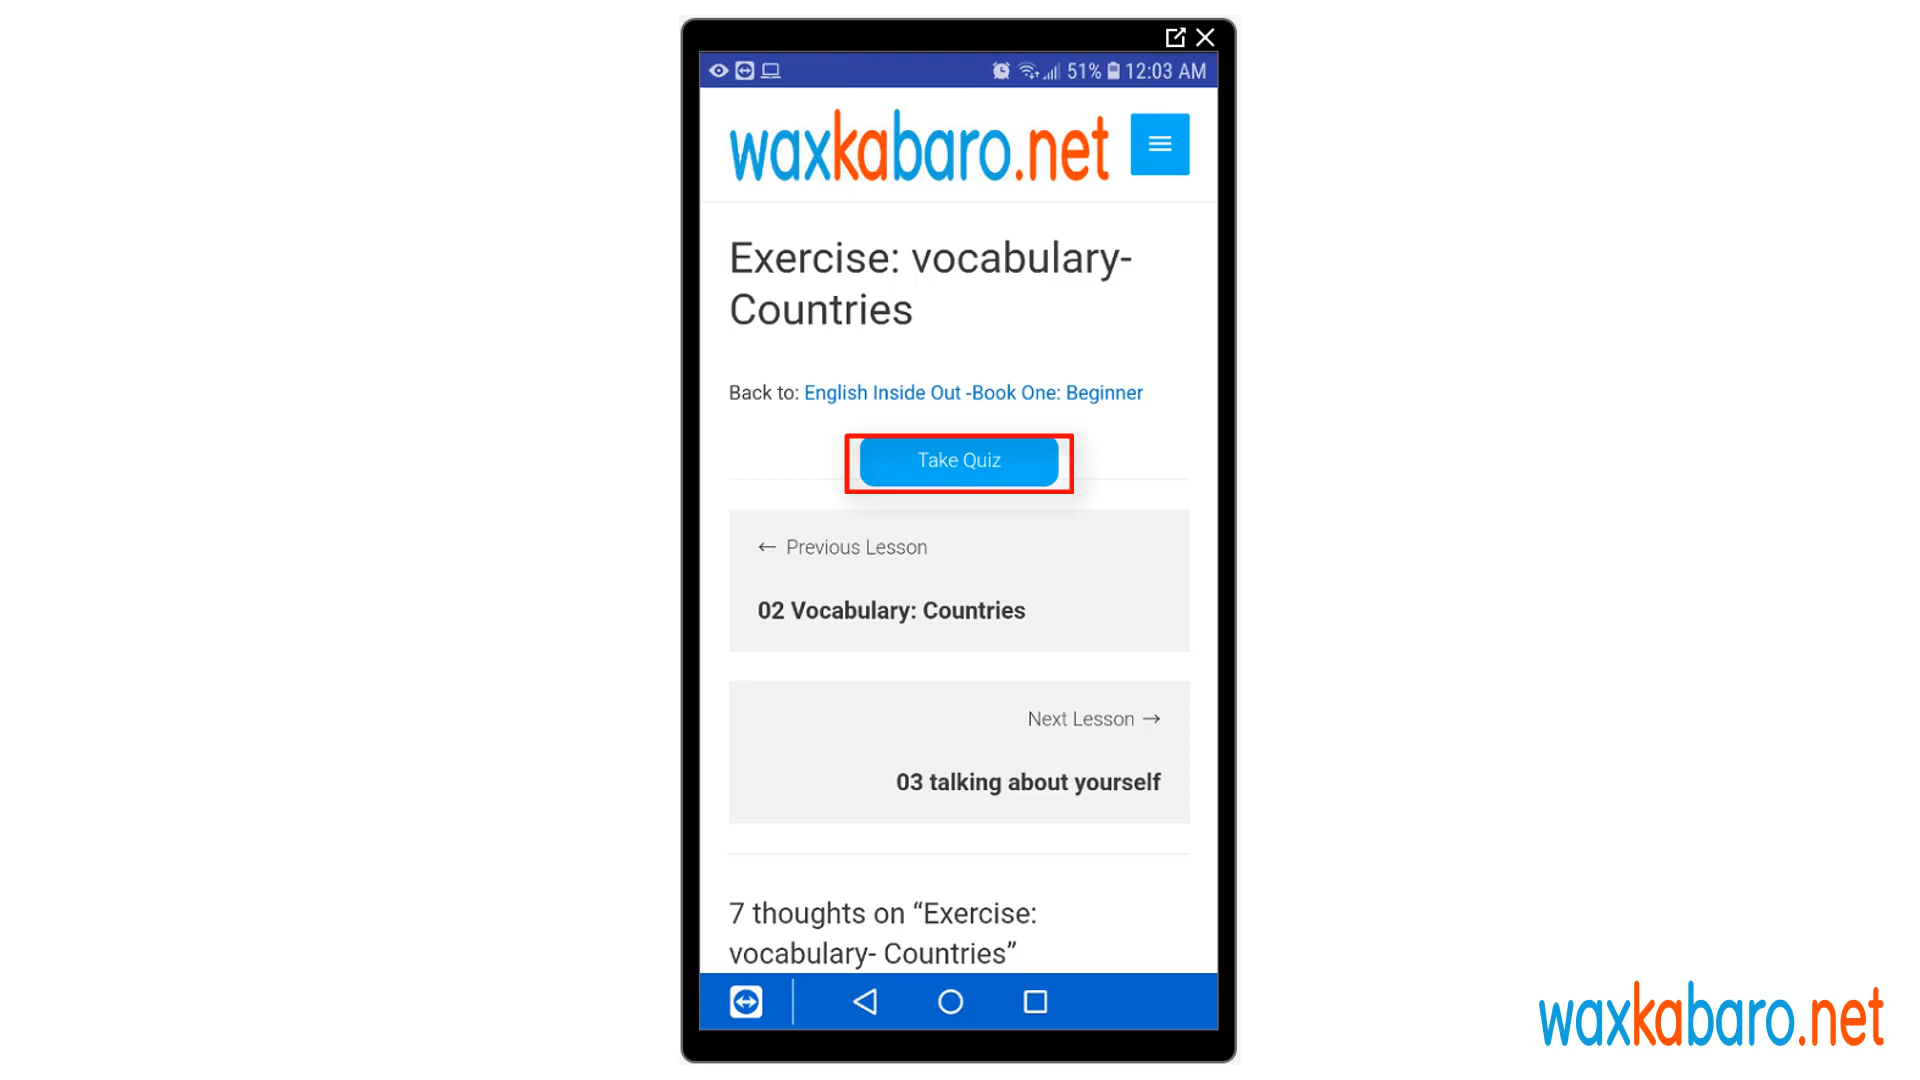 51% 12:03 AM
waxkabaro.net
Exercise: vocabulary-
Countries
Back to: English Inside Out -Book One: Beginner
Take Quiz
← Previous Lesson
02 Vocabulary: Countries
Next Lesson →
03 talking about yourself
7 thoughts on “Exercise:
vocabulary- Countries”
waxkabaro.net